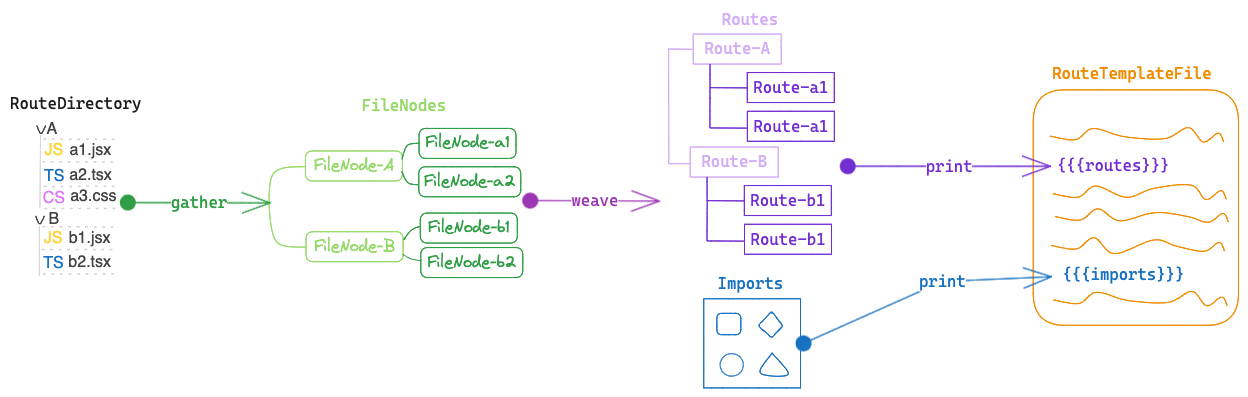 RouteDirectory
A
JS a1.jsx
TS a2.tsx
CS a3.css
B
JS b1.jsx
TS b2.tsx
gather
FileNodes
FileNode-A
FileNode-a1
FileNode-a2
FileNode-B
FileNode-b1
FileNode-b2
weave
Routes
Route-A
Route-a1
Route-a1
Route-B
Route-b1
Route-b1
Imports
print
print
RouteTemplateFile
{{{routes}}}
{{{imports}}}